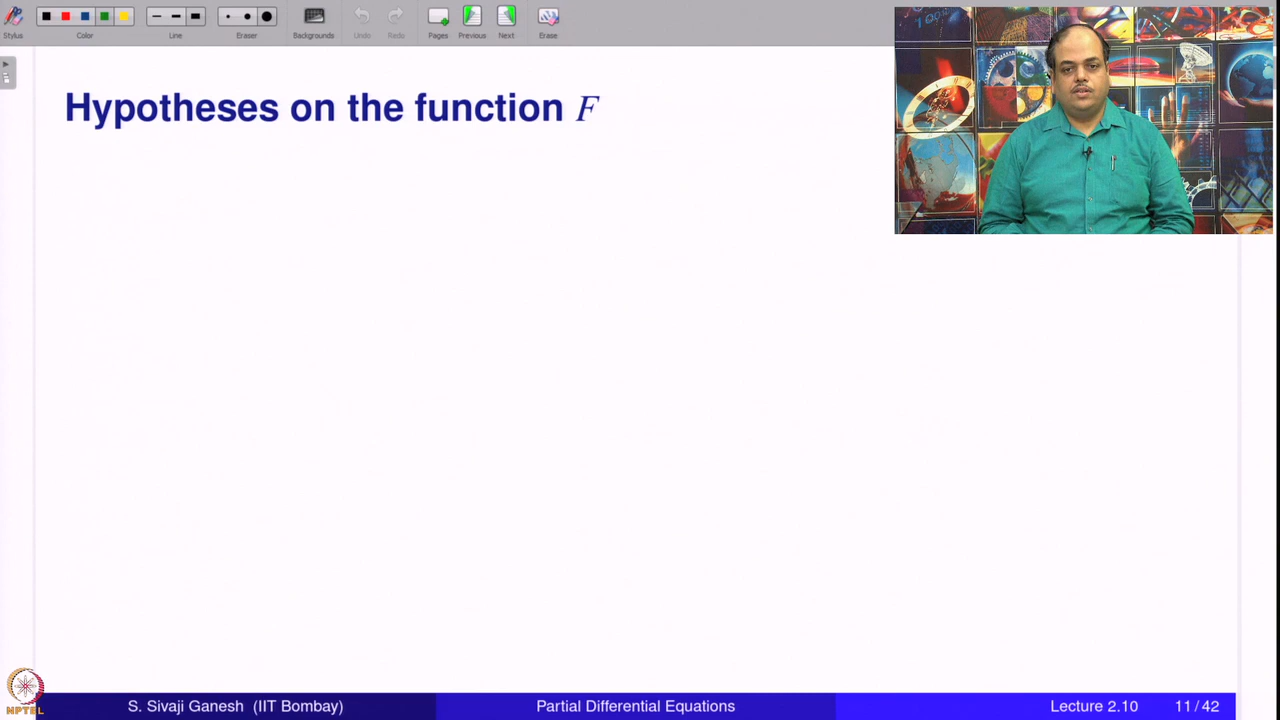 Stylus Color Line Eraser Backgrounds Undo Redo Pages Previous Next Erase
Hypotheses on the function F
NPTEL
S. Sivaji Ganesh (IIT Bombay) Partial Differential Equations Lecture 2.10 11 / 42